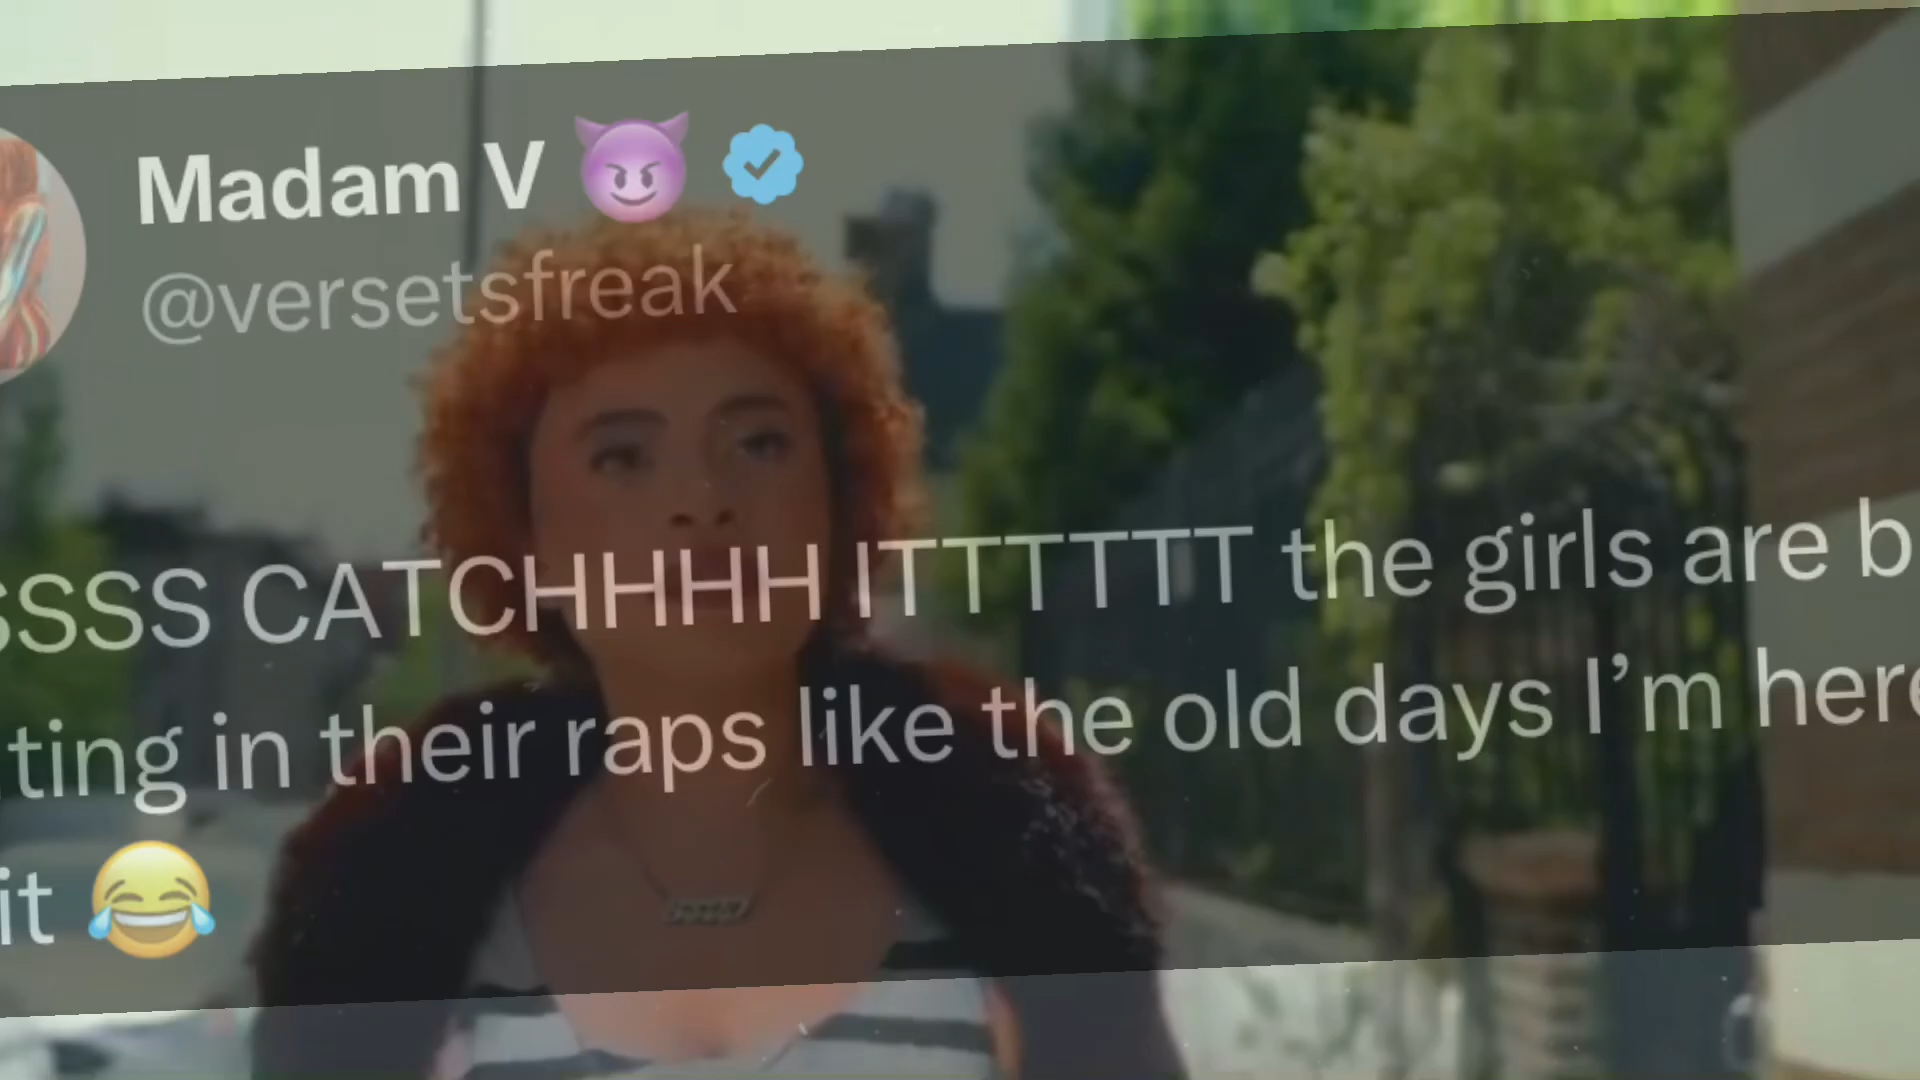 Madam V 😈
@versetsfreak
SSSS CATCHHHH ITTTTTT the girls are b
ting in their raps like the old days I’m here
it 😂